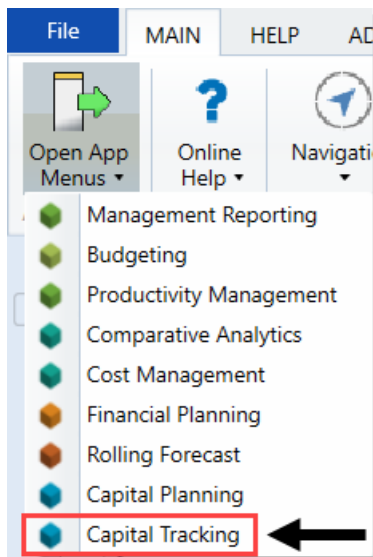 File MAIN HELP
Open App Online
Menus Help
Management Reporting
Budgeting
Productivity Management
Comparative Analytics
Cost Management
Financial Planning
Rolling Forecast
Capital Planning
Capital Tracking